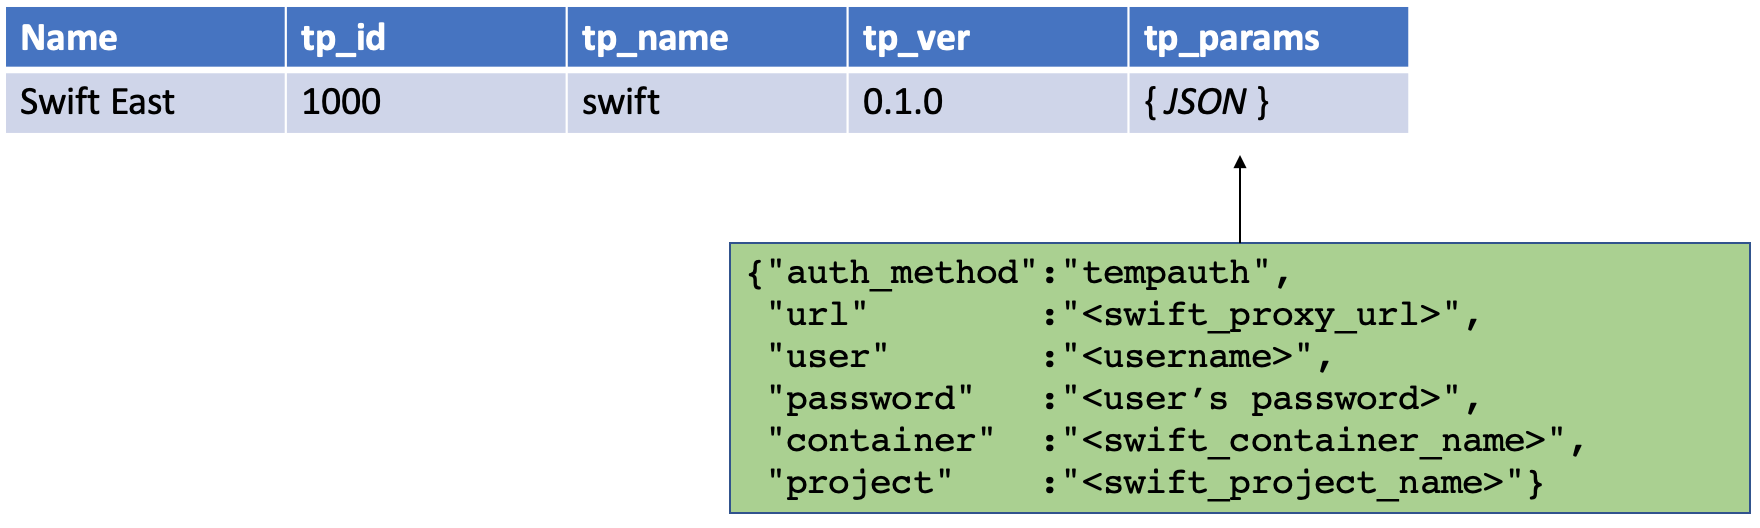 Name tp_id tp_name tp_ver tp_params
Swift East 1000 swift 0.1.0 { JSON }
{"auth_method":"tempauth",
"url" :"<swift_proxy_url>",
"user" :"<username>",
"password" :"<user’s password>",
"container" :"<swift_container_name>",
"project" :"<swift_project_name>"}